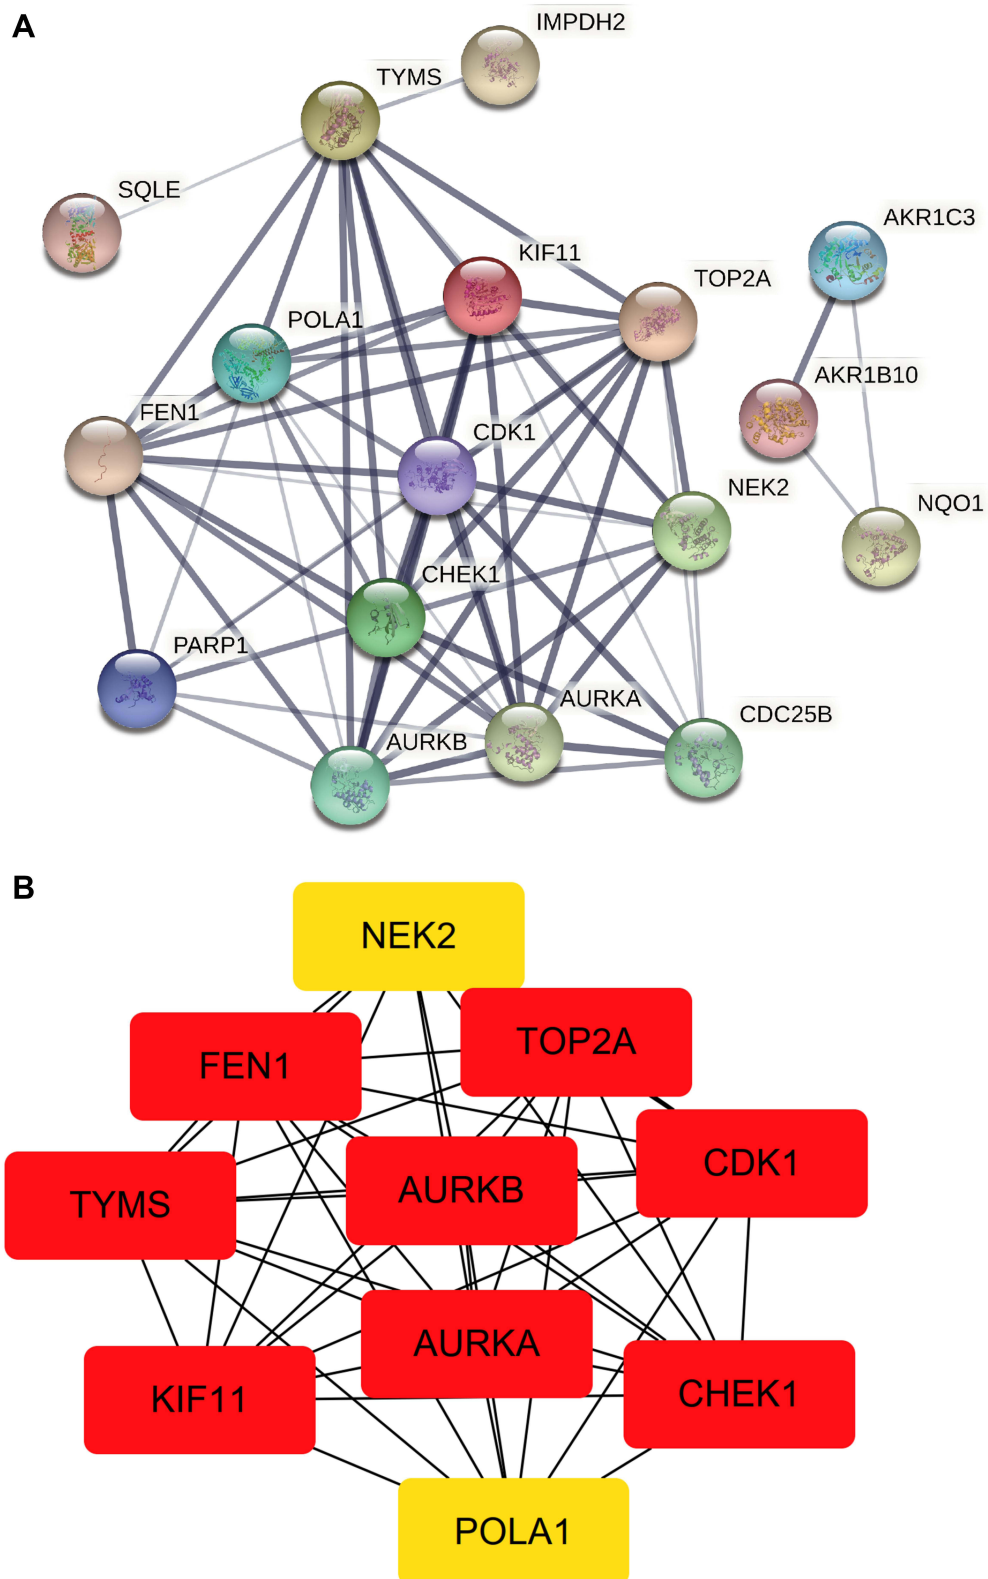 A
IMPDH2
TYMS
SQLE
AKR1C3
KIF11
TOP2A
POLA1
AKR1B10
FEN1
CDK1
NEK2
NQO1
CHEK1
PARP1
AURKA
CDC25B
AURKB
B
NEK2
TOP2A
FEN1
CDK1
AURKB
TYMS
AURKA
CHEK1
KIF11
POLA1